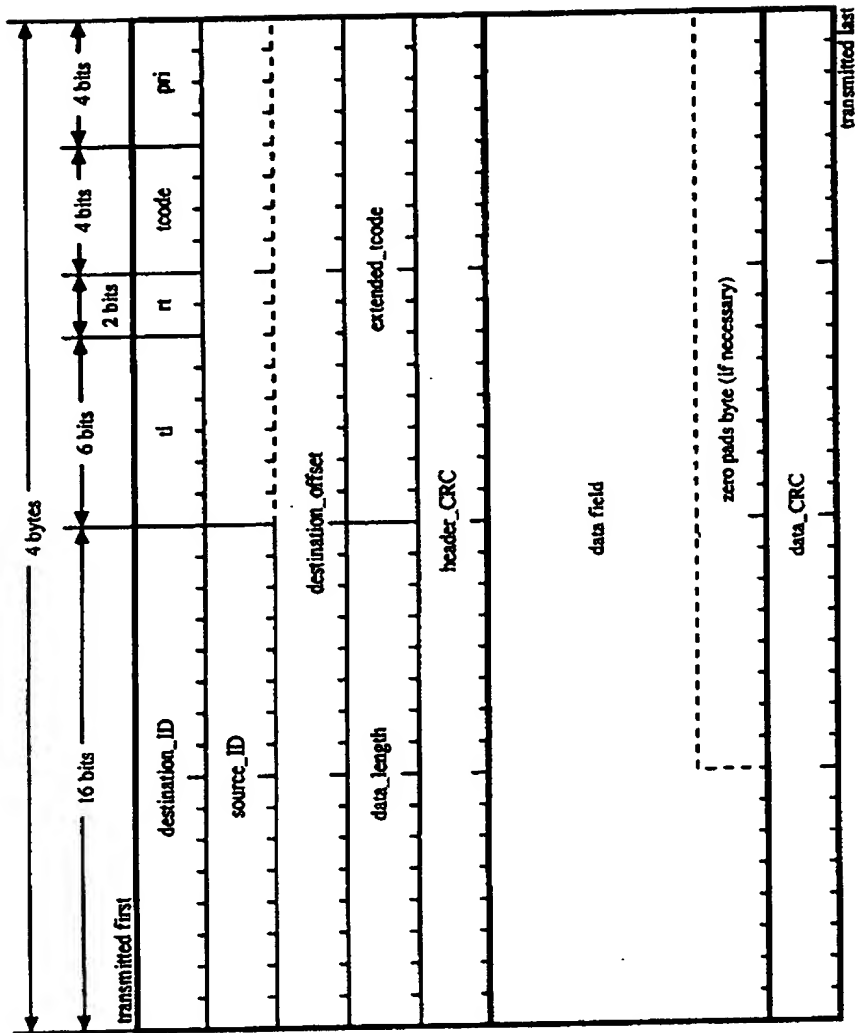 4 bytes
16 bits
6 bits
2 bits
4 bits
4 bits
transmitted first
destination_ID
tl
rt
tcode
pri
source_ID
destination_offset
data_length
extended_tcode
header_CRC
data field
zero pads byte (if necessary)
data_CRC
transmitted last